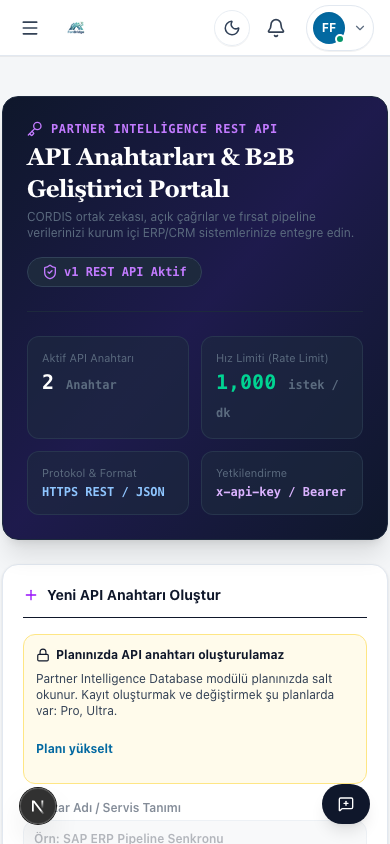 FF
PARTNER INTELLİGENCE REST API
API Anahtarları & B2B
Geliştirici Portalı
CORDIS ortak zekası, açık çağrılar ve fırsat pipeline
verilerinizi kurum içi ERP/CRM sistemlerinize entegre edin.
v1 REST API Aktif
Aktif API Anahtarı
2 Anahtar
Hız Limiti (Rate Limit)
1,000 istek /
dk
Protokol & Format
HTTPS REST / JSON
Yetkilendirme
x-api-key / Bearer
Yeni API Anahtarı Oluştur
Planınızda API anahtarı oluşturulamaz
Partner Intelligence Database modülü planınızda salt
okunur. Kayıt oluşturmak ve değiştirmek şu planlarda
var: Pro, Ultra.
Planı yükselt
N
Adı / Servis Tanımı
Örn: SAP ERP Pipeline Senkronu